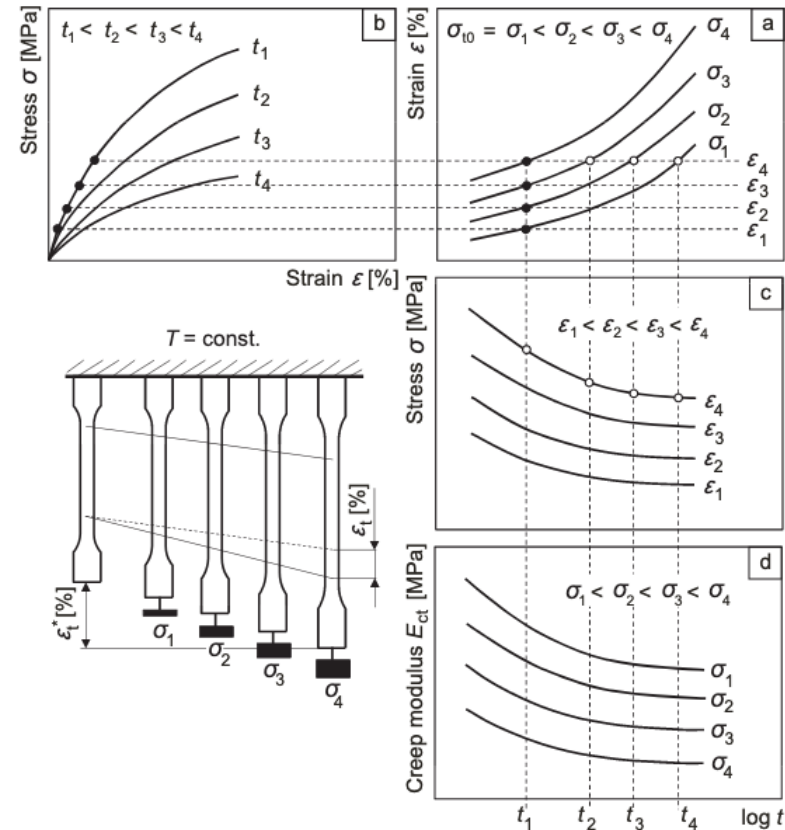 t1 < t2 < t3 < t4
b
Stress σ [MPa]
t1
t2
t3
t4
Strain ε [%]
σt0 = σ1 < σ2 < σ3 < σ4
a
Strain ε [%]
σ4
σ3
σ2
σ1
ε4
ε3
ε2
ε1
c
Stress σ [MPa]
ε1 < ε2 < ε3 < ε4
ε4
ε3
ε2
ε1
T = const.
εt [%]
εt* [%]
σ1
σ2
σ3
σ4
d
Creep modulus Ect [MPa]
σ1 < σ2 < σ3 < σ4
σ1
σ2
σ3
σ4
t1 t2 t3 t4 log t